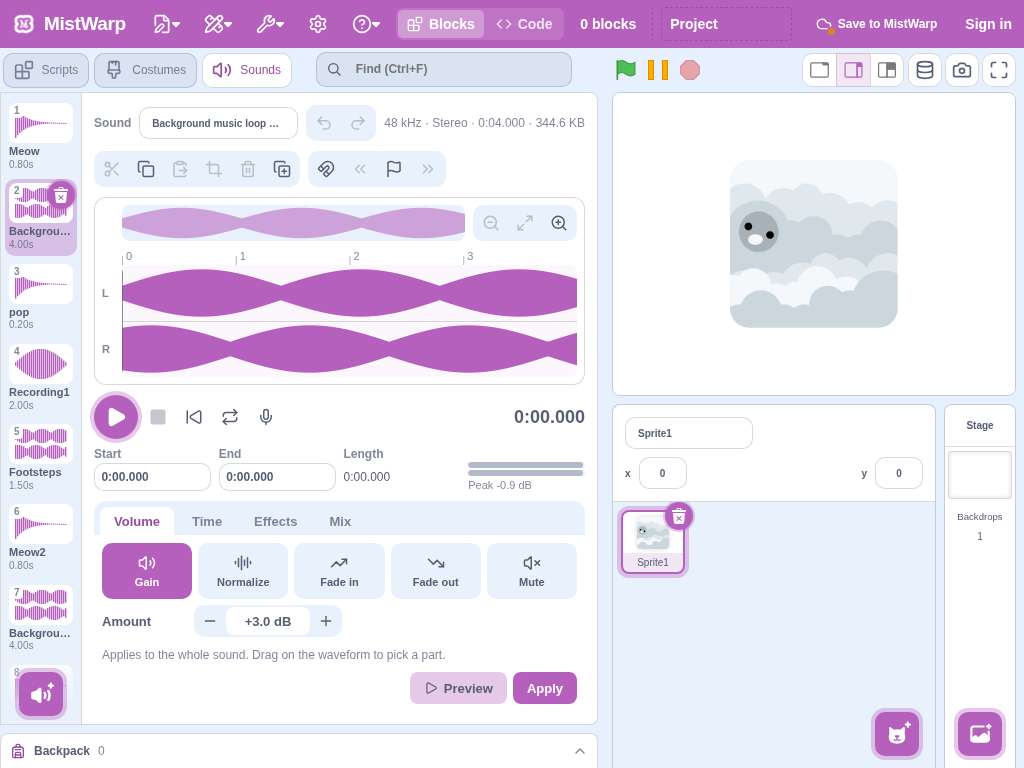 MistWarp
Blocks
Code
0 blocks
Project
Save to MistWarp
Sign in
Scripts
Costumes
Sounds
Find (Ctrl+F)
1
Meow
0.80s
2
Backgrou...
4.00s
3
pop
0.20s
4
Recording1
2.00s
5
Footsteps
1.50s
6
Meow2
0.80s
7
Backgrou...
4.00s
8
Sound
Background music loop ...
48 kHz · Stereo · 0:04.000 · 344.6 KB
0 1 2 3
L
R
0:00.000
Start
0:00.000
End
0:00.000
Length
0:00.000
Peak -0.9 dB
Volume
Time
Effects
Mix
Gain
Normalize
Fade in
Fade out
Mute
Amount
+3.0 dB
Applies to the whole sound. Drag on the waveform to pick a part.
Preview
Apply
Backpack 0
Sprite1
x 0
y 0
Sprite1
Stage
Backdrops
1